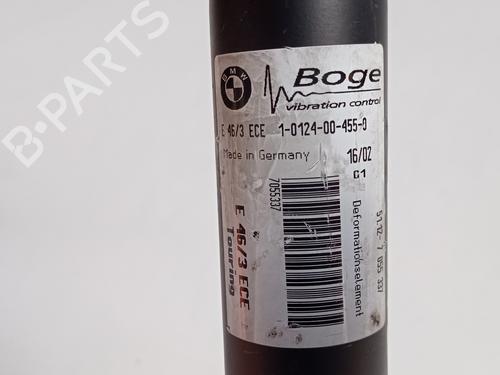 BMW
Boge
vibration control
E 46/3 ECE 1-0124-00-455-0
Made in Germany 16/02
G1
7055337
E 46/3 ECE
Touring
Deformationselement
51.12- 7 055 337
B-PARTS